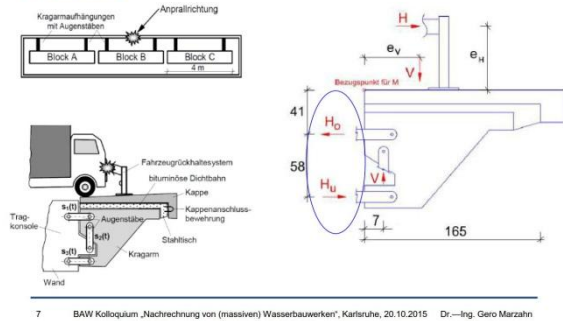 Anprallrichtung
Kragarmaufhängungen
mit Augenstäben
Block A
Block B
Block C
4 m
Fahrzeugrückhaltesystem
bituminöse Dichtbahn
Kappe
Kappenanschluss-
bewehrung
s₁(t)
Augenstäbe
Trag-
konsole
s₂(t)
Stahltisch
s₃(t)
Kragarm
Wand
H
eᵥ
e_H
V
Bezugspunkt für M
41
Hₒ
58
V
Hᵤ
7
165
7 BAW Kolloquium „Nachrechnung von (massiven) Wasserbauwerken“, Karlsruhe, 20.10.2015 Dr.—Ing. Gero Marzahn